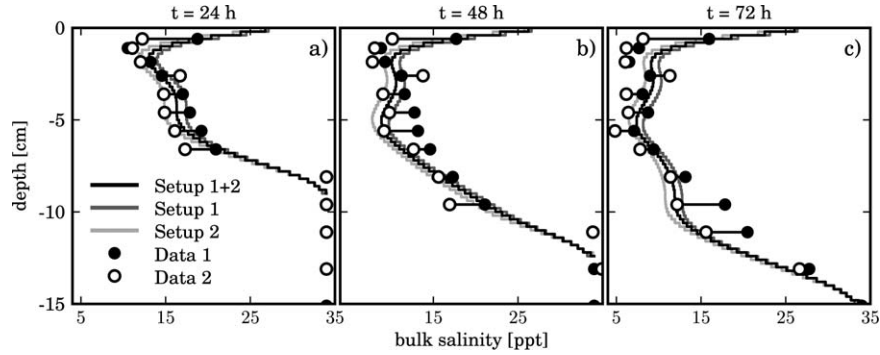 t = 24 h t = 48 h t = 72 h
0
-5
-10
-15
depth [cm]
a) b) c)
Setup 1+2
Setup 1
Setup 2
Data 1
Data 2
5 15 25 35 15 25 5 15 25 35
bulk salinity [ppt]